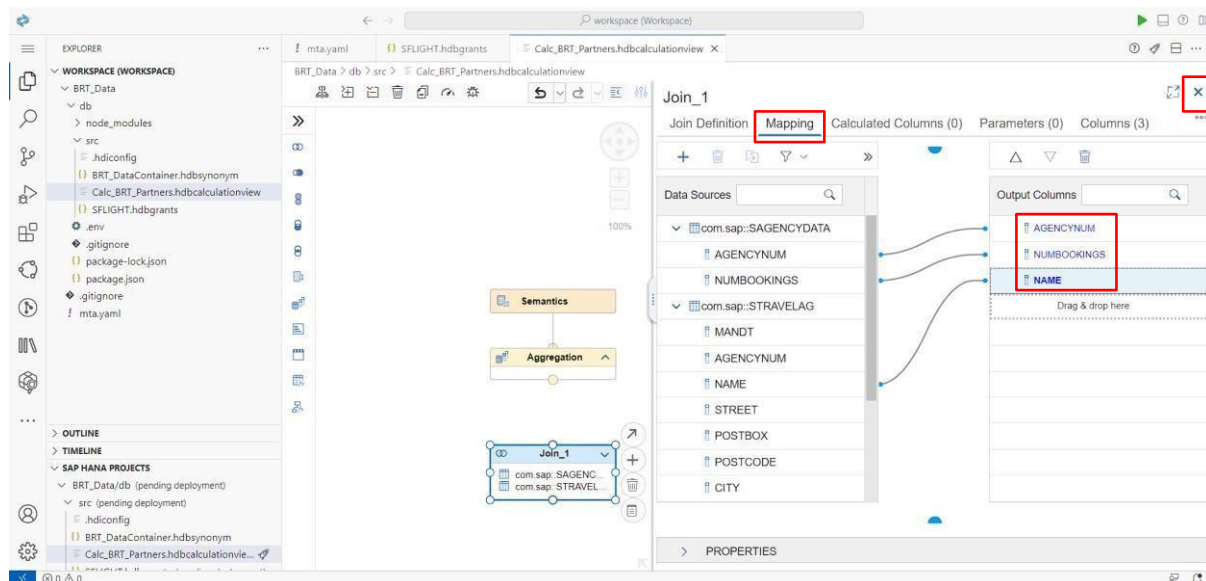 workspace (Workspace)
EXPLORER
WORKSPACE (WORKSPACE)
BRT_Data
db
node_modules
src
.hdiconfig
BRT_DataContainer.hdbsynonym
Calc_BRT_Partners.hdbcalculationview
SFLIGHT.hdbgrants
.env
.gitignore
package-lock.json
package.json
.gitignore
mta.yaml
OUTLINE
TIMELINE
SAP HANA PROJECTS
BRT_Data/db (pending deployment)
src (pending deployment)
.hdiconfig
BRT_DataContainer.hdbsynonym
Calc_BRT_Partners.hdbcalculationvie...
0 0
mta.yaml SFLIGHT.hdbgrants Calc_BRT_Partners.hdbcalculationview
BRT_Data > db > src > Calc_BRT_Partners.hdbcalculationview
100%
Semantics
Aggregation
Join_1
com.sap::SAGENC...
com.sap::STRAVEL...
Join_1
Join Definition Mapping Calculated Columns (0) Parameters (0) Columns (3)
Data Sources
com.sap::SAGENCYDATA
AGENCYNUM
NUMBOOKINGS
com.sap::STRAVELAG
MANDT
AGENCYNUM
NAME
STREET
POSTBOX
POSTCODE
CITY
Output Columns
AGENCYNUM
NUMBOOKINGS
NAME
Drag & drop here
PROPERTIES